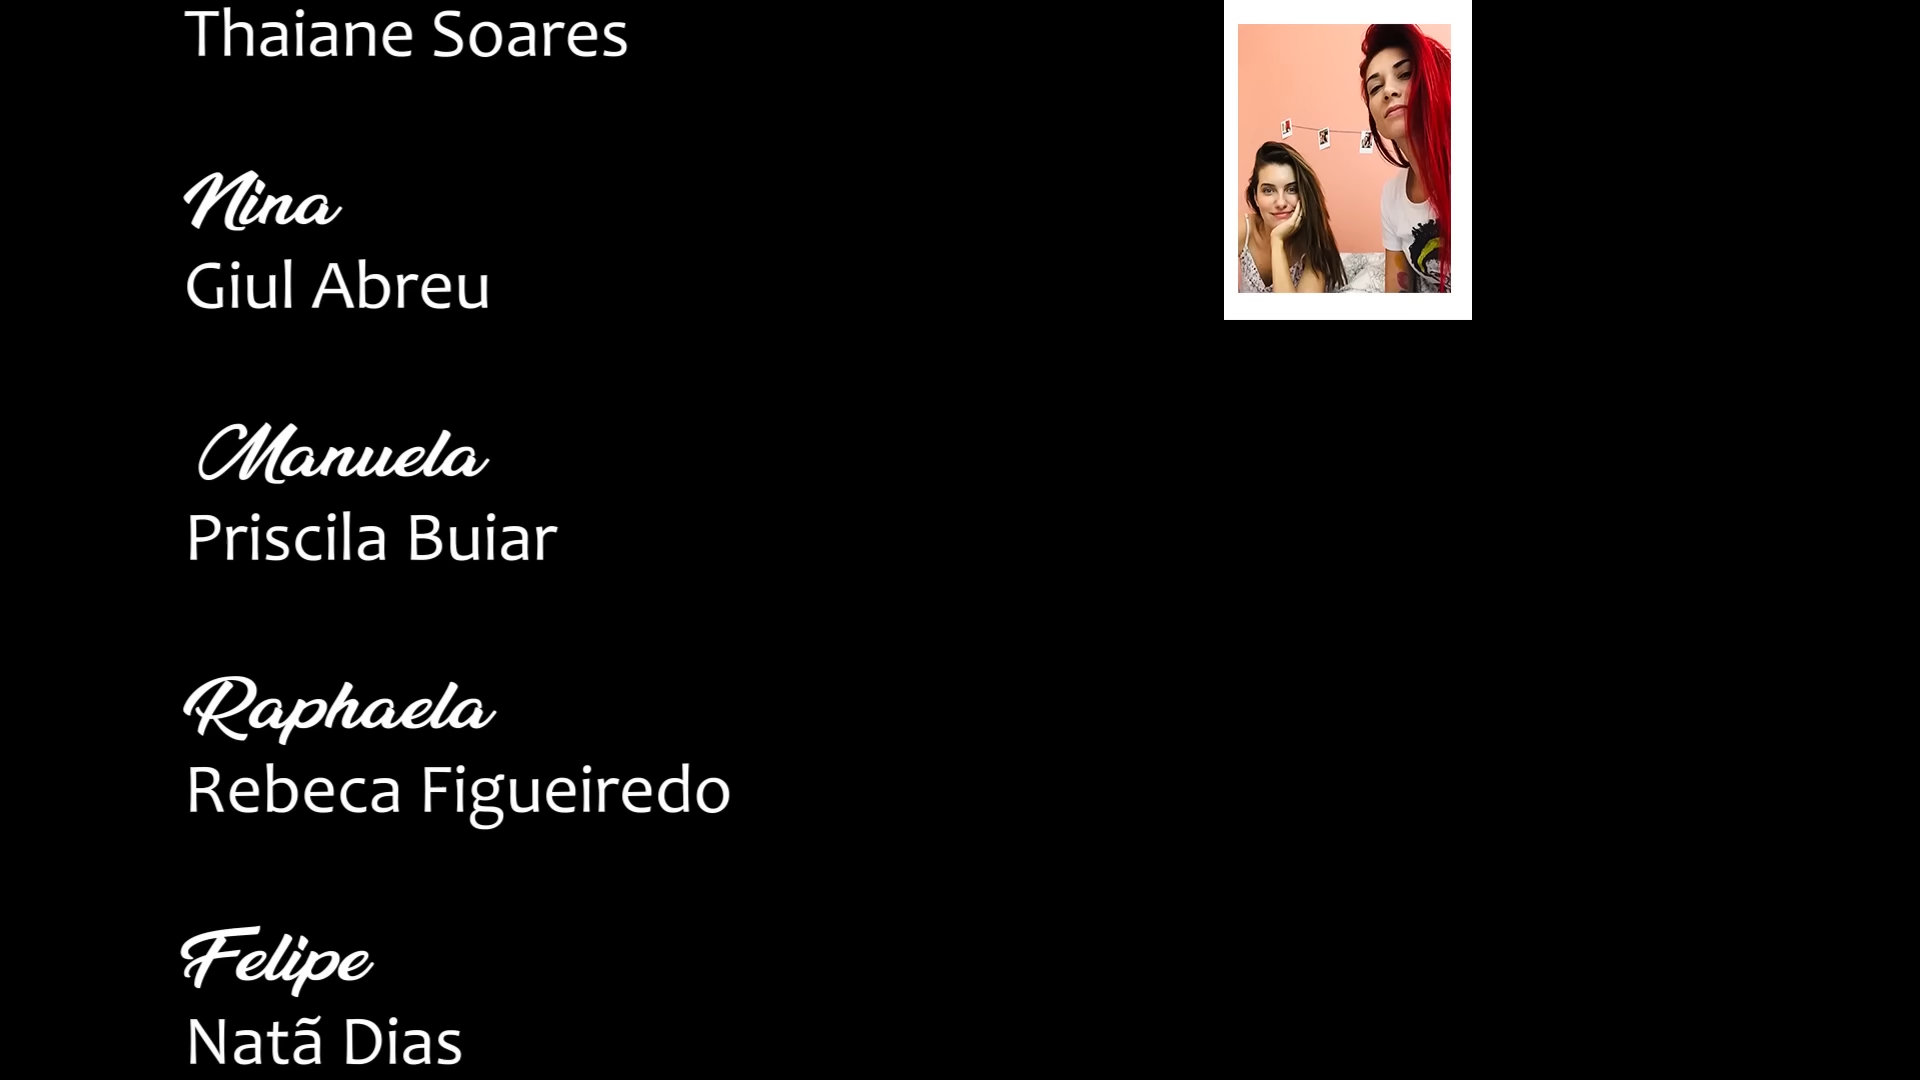 Thaiane Soares
Nina
Giul Abreu
Manuela
Priscila Buiar
Raphaela
Rebeca Figueiredo
Felipe
Natã Dias